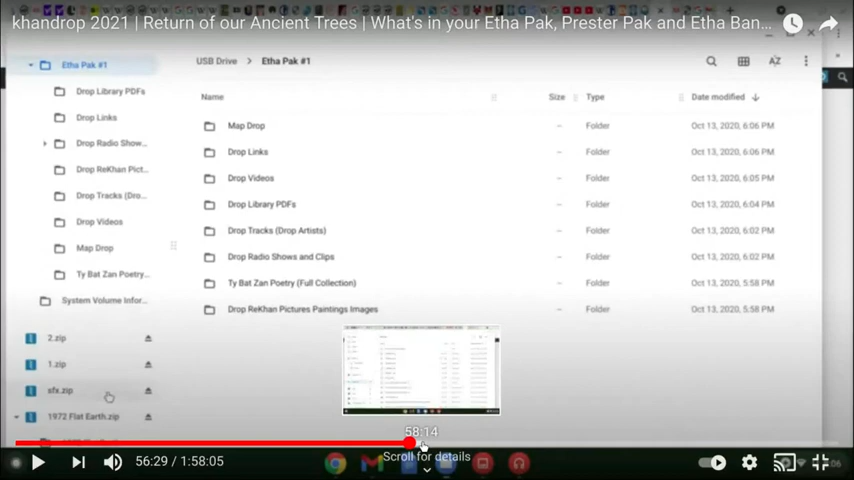 khandrop 2021 | Return of our Ancient Trees | What's in your Etha Pak, Prester Pak and Etha Ban...
Etha Pak #1
USB Drive > Etha Pak #1
Drop Library PDFs
Name Size Type Date modified
Drop Links
Map Drop – Folder Oct 13, 2020, 6:06 PM
Drop Radio Show...
Drop Links – Folder Oct 13, 2020, 6:06 PM
Drop ReKhan Pict...
Drop Videos – Folder Oct 13, 2020, 6:05 PM
Drop Tracks (Dro...
Drop Library PDFs – Folder Oct 13, 2020, 6:04 PM
Drop Videos
Drop Tracks (Drop Artists) – Folder Oct 13, 2020, 6:02 PM
Map Drop
Drop Radio Shows and Clips – Folder Oct 13, 2020, 6:02 PM
Ty Bat Zan Poetry...
Ty Bat Zan Poetry (Full Collection) – Folder Oct 13, 2020, 5:58 PM
System Volume Infor...
Drop ReKhan Pictures Paintings Images – Folder Oct 13, 2020, 5:58 PM
2.zip
1.zip
sfx.zip
1972 Flat Earth.zip
58:14
Scroll for details
56:29 / 1:58:05